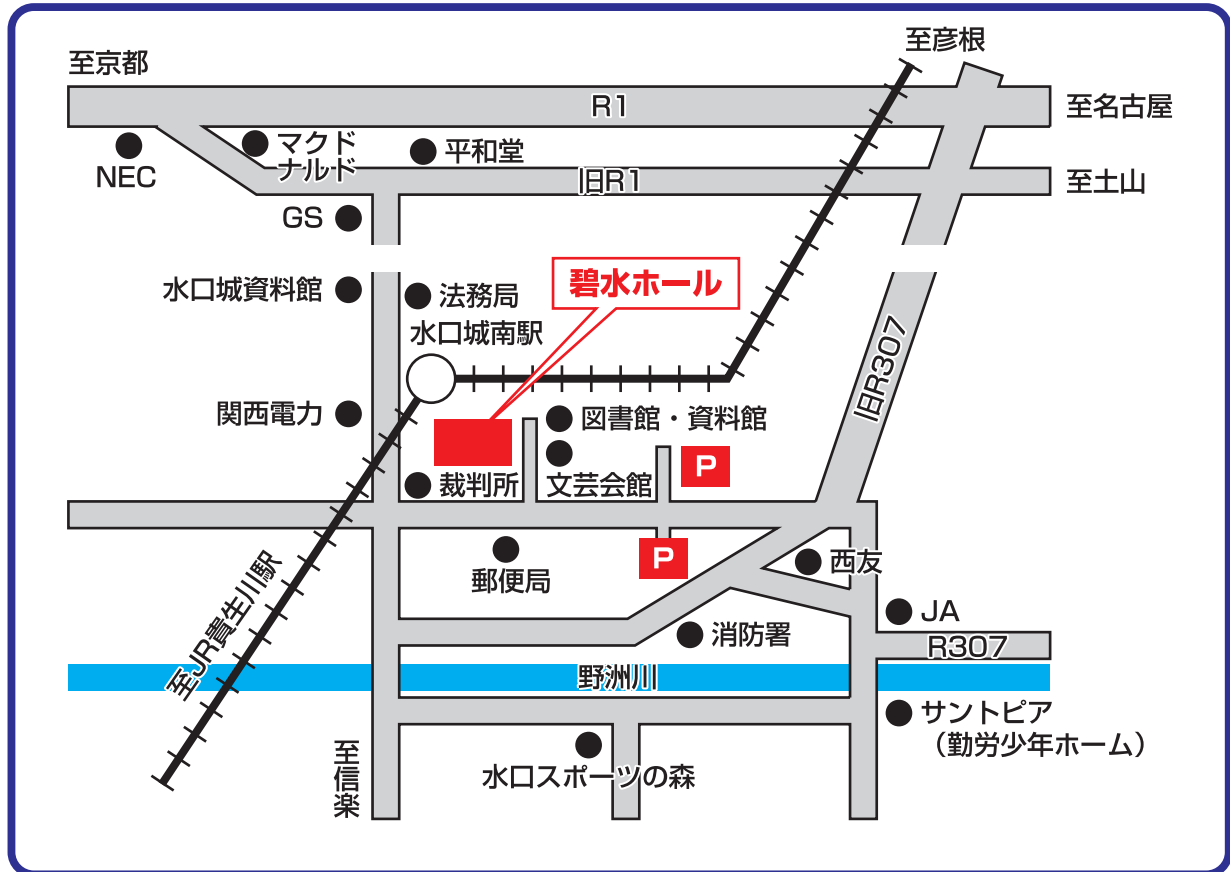 至彦根
至京都
R1
至名古屋
マクド
ナルド
平和堂
NEC
旧R1
至土山
GS
碧水ホール
水口城資料館
法務局
水口城南駅
旧R307
関西電力
図書館・資料館
P
裁判所
文芸会館
P
郵便局
西友
至JR貴生川駅
JA
消防署
R307
野洲川
サントピア
（勤労少年ホーム）
至信楽
水口スポーツの森